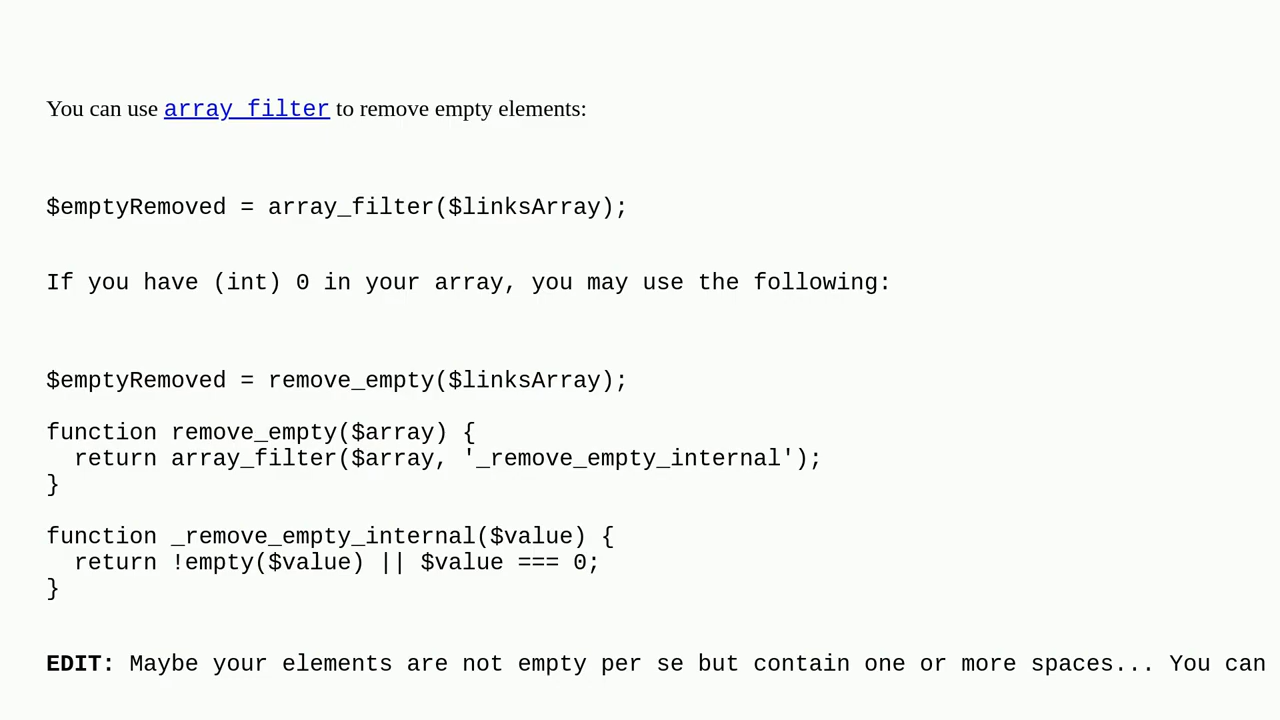 You can use array_filter to remove empty elements:
$emptyRemoved = array_filter($linksArray);
If you have (int) 0 in your array, you may use the following:
$emptyRemoved = remove_empty($linksArray);
function remove_empty($array) {
  return array_filter($array, '_remove_empty_internal');
}
function _remove_empty_internal($value) {
  return !empty($value) || $value === 0;
}
EDIT: Maybe your elements are not empty per se but contain one or more spaces... You can